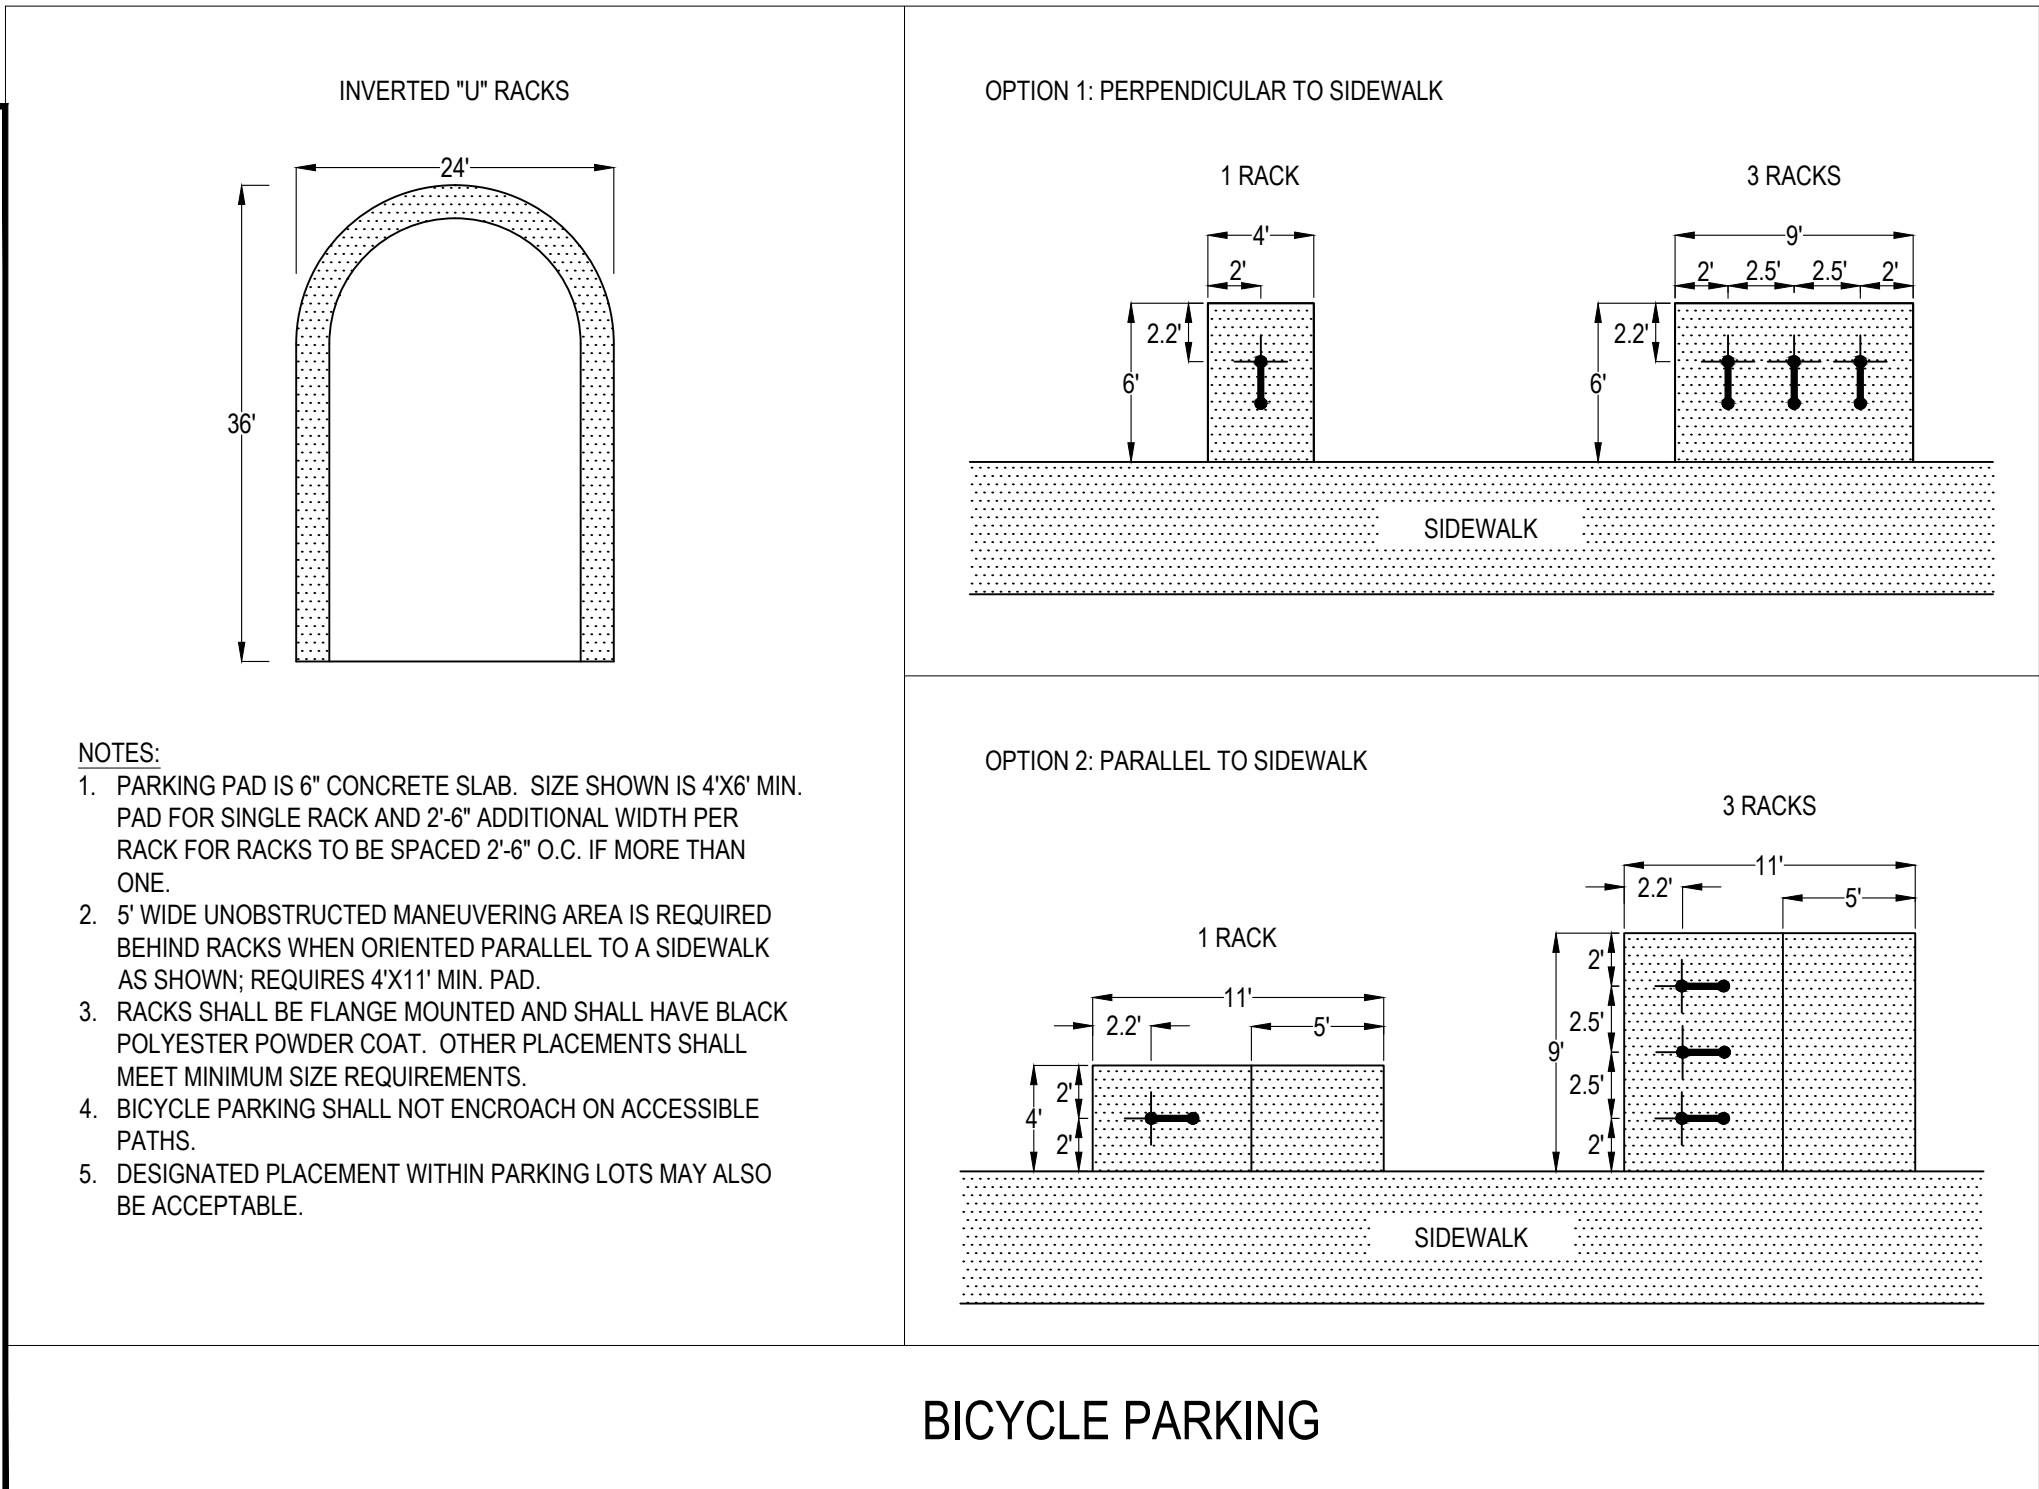 INVERTED "U" RACKS
24'
36'
NOTES:
1. PARKING PAD IS 6" CONCRETE SLAB. SIZE SHOWN IS 4'X6' MIN.
PAD FOR SINGLE RACK AND 2'-6" ADDITIONAL WIDTH PER
RACK FOR RACKS TO BE SPACED 2'-6" O.C. IF MORE THAN
ONE.
2. 5' WIDE UNOBSTRUCTED MANEUVERING AREA IS REQUIRED
BEHIND RACKS WHEN ORIENTED PARALLEL TO A SIDEWALK
AS SHOWN; REQUIRES 4'X11' MIN. PAD.
3. RACKS SHALL BE FLANGE MOUNTED AND SHALL HAVE BLACK
POLYESTER POWDER COAT. OTHER PLACEMENTS SHALL
MEET MINIMUM SIZE REQUIREMENTS.
4. BICYCLE PARKING SHALL NOT ENCROACH ON ACCESSIBLE
PATHS.
5. DESIGNATED PLACEMENT WITHIN PARKING LOTS MAY ALSO
BE ACCEPTABLE.
OPTION 1: PERPENDICULAR TO SIDEWALK
1 RACK
4'
2'
2.2'
6'
3 RACKS
9'
2' 2.5' 2.5' 2'
2.2'
6'
SIDEWALK
OPTION 2: PARALLEL TO SIDEWALK
1 RACK
11'
2.2' 5'
2'
4'
2'
3 RACKS
11'
2.2' 5'
2'
2.5'
9'
2.5'
2'
SIDEWALK
BICYCLE PARKING